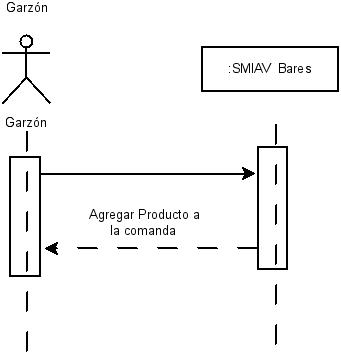 Garzón
:SMIAV Bares
Garzón
Agregar Producto a
la comanda